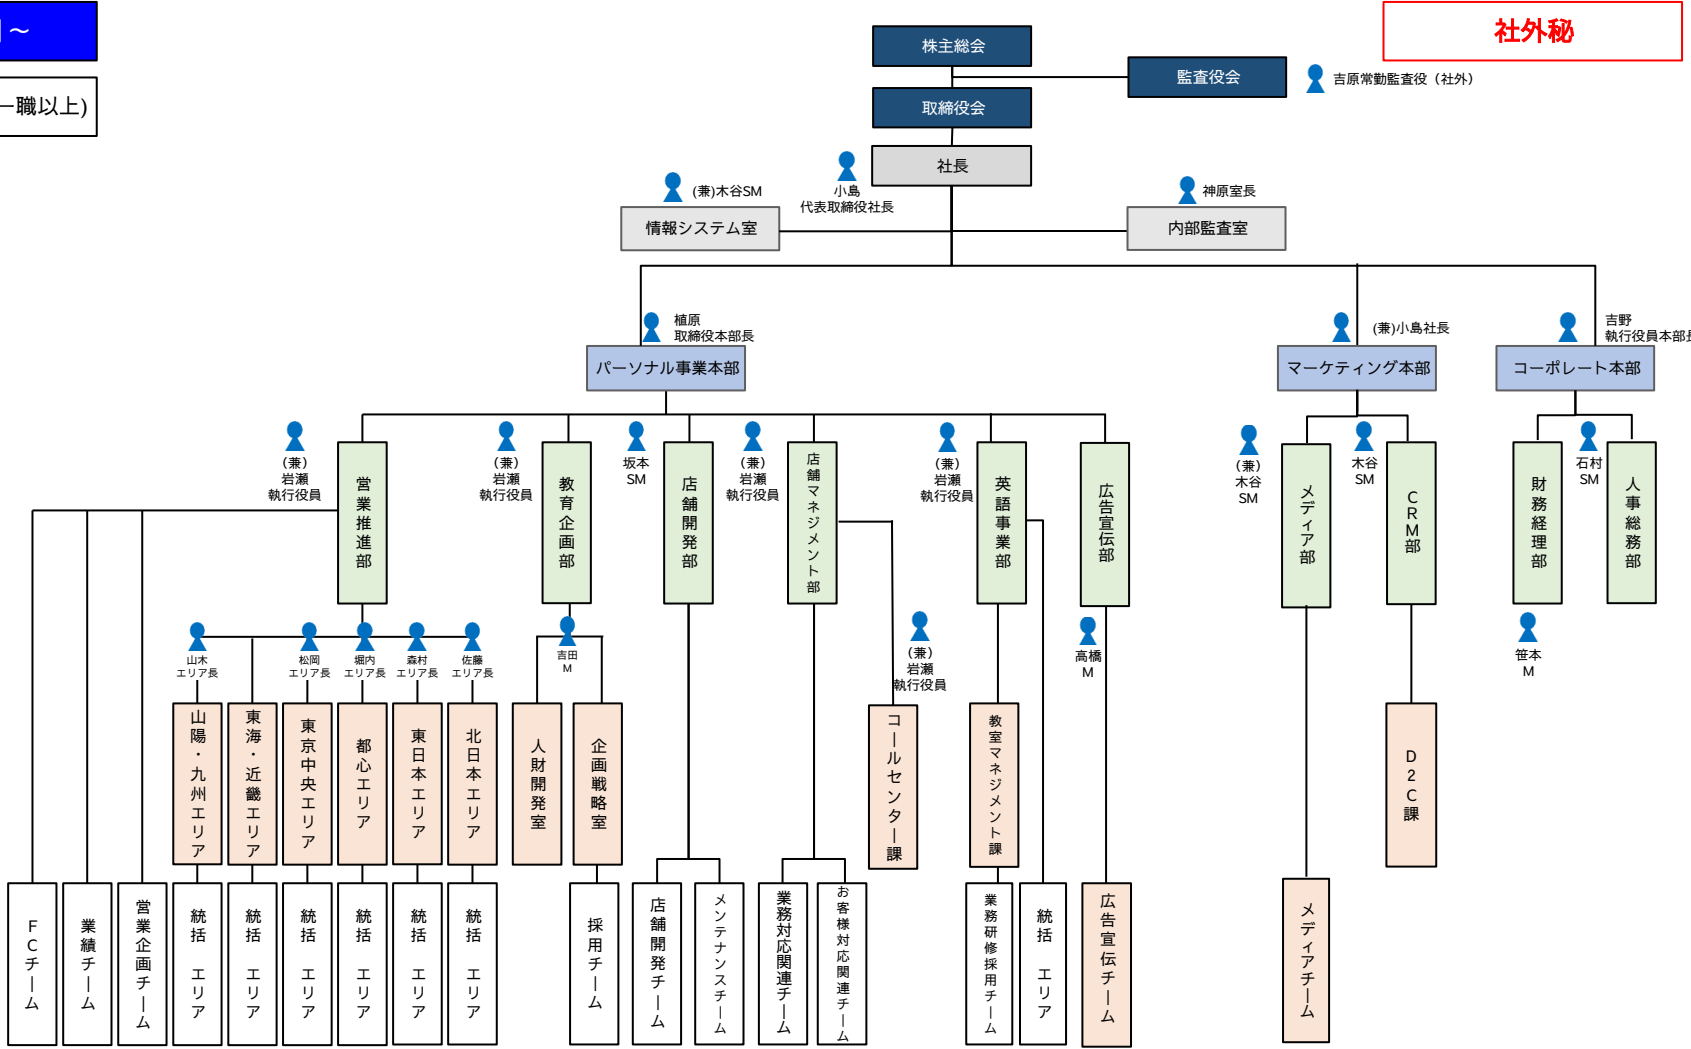 ～
社外秘
ー職以上)
株主総会
監査役会
吉原常勤監査役（社外）
取締役会
社長
小島
代表取締役社長
(兼)木谷SM
神原室長
情報システム室
内部監査室
植原
取締役本部長
(兼)小島社長
吉野
執行役員本部長
パーソナル事業本部
マーケティング本部
コーポレート本部
(兼)
岩瀬
執行役員
営業推進部
(兼)
岩瀬
執行役員
教育企画部
坂本
SM
店舗開発部
(兼)
岩瀬
執行役員
店舗マネジメント部
(兼)
岩瀬
執行役員
英語事業部
広告宣伝部
(兼)
木谷
SM
メディア部
木谷
SM
CRM部
財務経理部
石村
SM
人事総務部
山木
エリア長
松岡
エリア長
堀内
エリア長
森村
エリア長
佐藤
エリア長
吉田
M
(兼)
岩瀬
執行役員
高橋
M
笹本
M
山陽・九州エリア
東海・近畿エリア
東京中央エリア
都心エリア
東日本エリア
北日本エリア
人財開発室
企画戦略室
コールセンター課
教室マネジメント課
D2C課
FCチーム
業績チーム
営業企画チーム
統括　エリア
統括　エリア
統括　エリア
統括　エリア
統括　エリア
統括　エリア
採用チーム
店舗開発チーム
メンテナンスチーム
業務対応関連チーム
お客様対応関連チーム
業務研修採用チーム
統括　エリア
広告宣伝チーム
メディアチーム